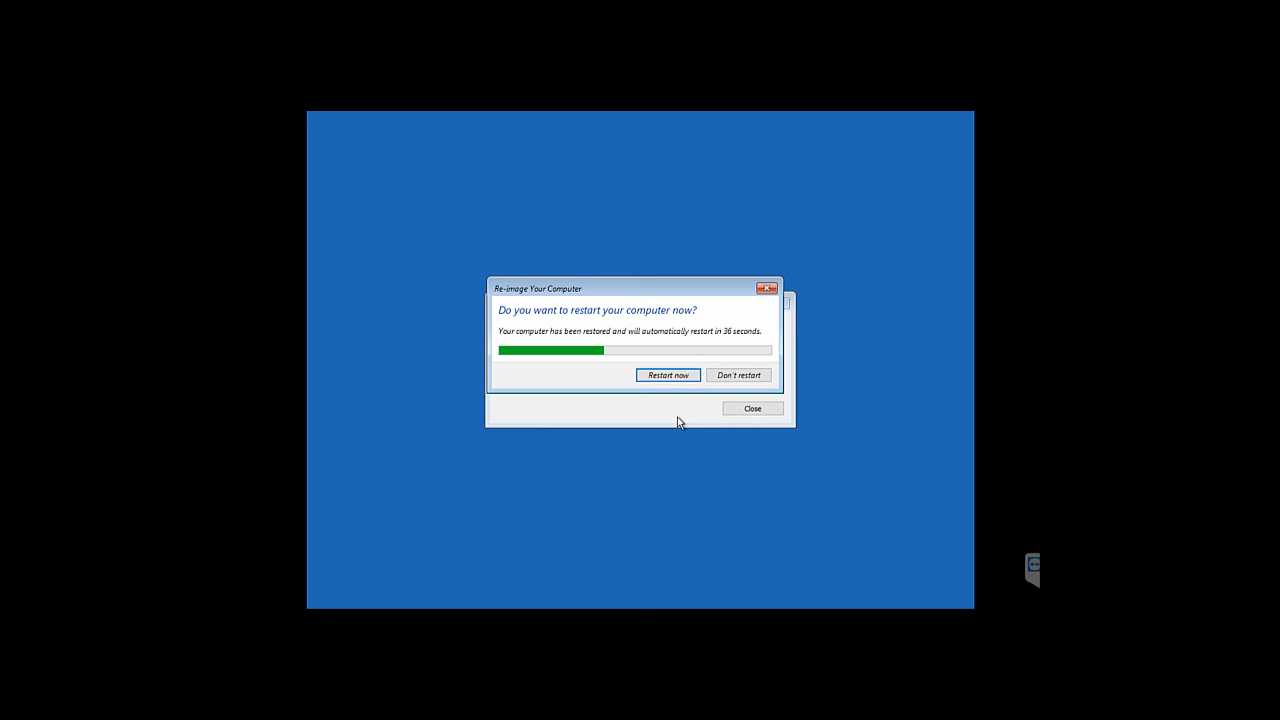 Re-image Your Computer
Do you want to restart your computer now?
Your computer has been restored and will automatically restart in 36 seconds.
Restart now
Don't restart
Close